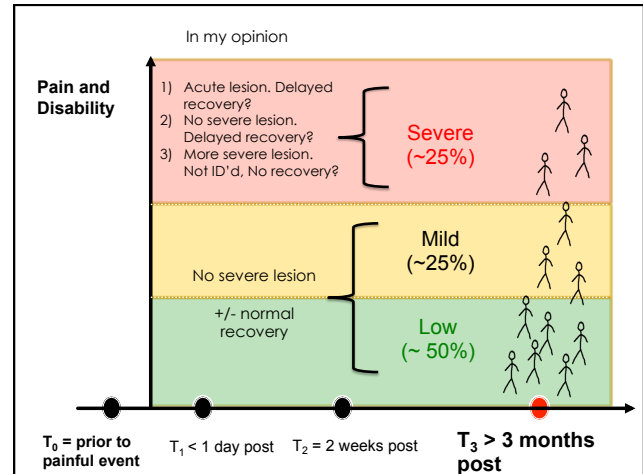 In my opinion
Pain and
Disability
1) Acute lesion. Delayed
recovery?
2) No severe lesion.
Delayed recovery?
3) More severe lesion.
Not ID’d, No recovery?
Severe
(~25%)
Mild
(~25%)
No severe lesion
+/- normal
recovery
Low
(~ 50%)
T₀ = prior to
painful event
T₁ < 1 day post
T₂ = 2 weeks post
T₃ > 3 months
post